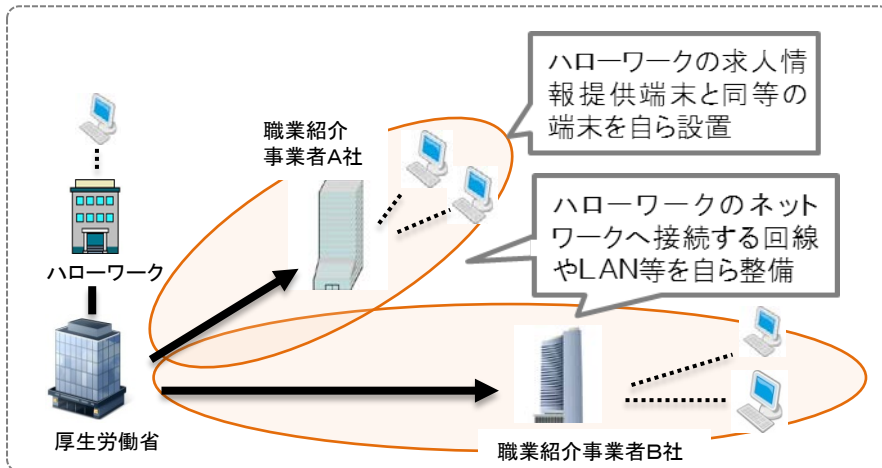 ハローワークの求人情
報提供端末と同等の
端末を自ら設置
職業紹介
事業者A社
ハローワークのネット
ワークへ接続する回線
やLAN等を自ら整備
ハローワーク
厚生労働省
職業紹介事業者B社